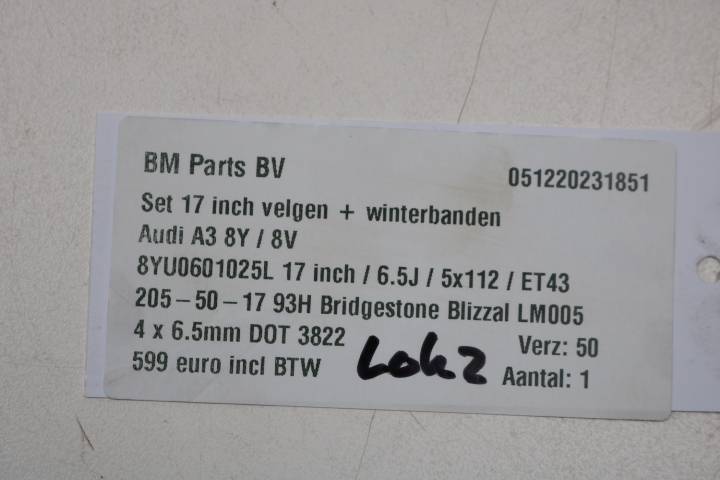 BM Parts BV 051220231851
Set 17 inch velgen + winterbanden
Audi A3 8Y / 8V
8YU0601025L 17 inch / 6.5J / 5x112 / ET43
205-50-17 93H Bridgestone Blizzal LM005
4 x 6.5mm DOT 3822 Verz: 50
599 euro incl BTW Lok2 Aantal: 1